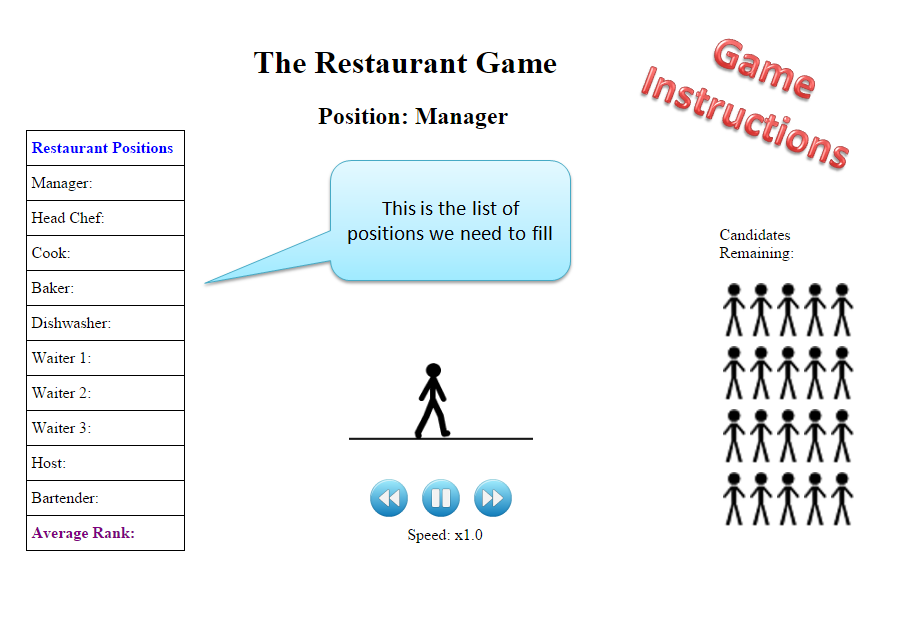 The Restaurant Game
Game
Instructions
Position: Manager
Restaurant Positions
Manager:
Head Chef:
Cook:
Baker:
Dishwasher:
Waiter 1:
Waiter 2:
Waiter 3:
Host:
Bartender:
Average Rank:
This is the list of
positions we need to fill
Speed: x1.0
Candidates
Remaining: